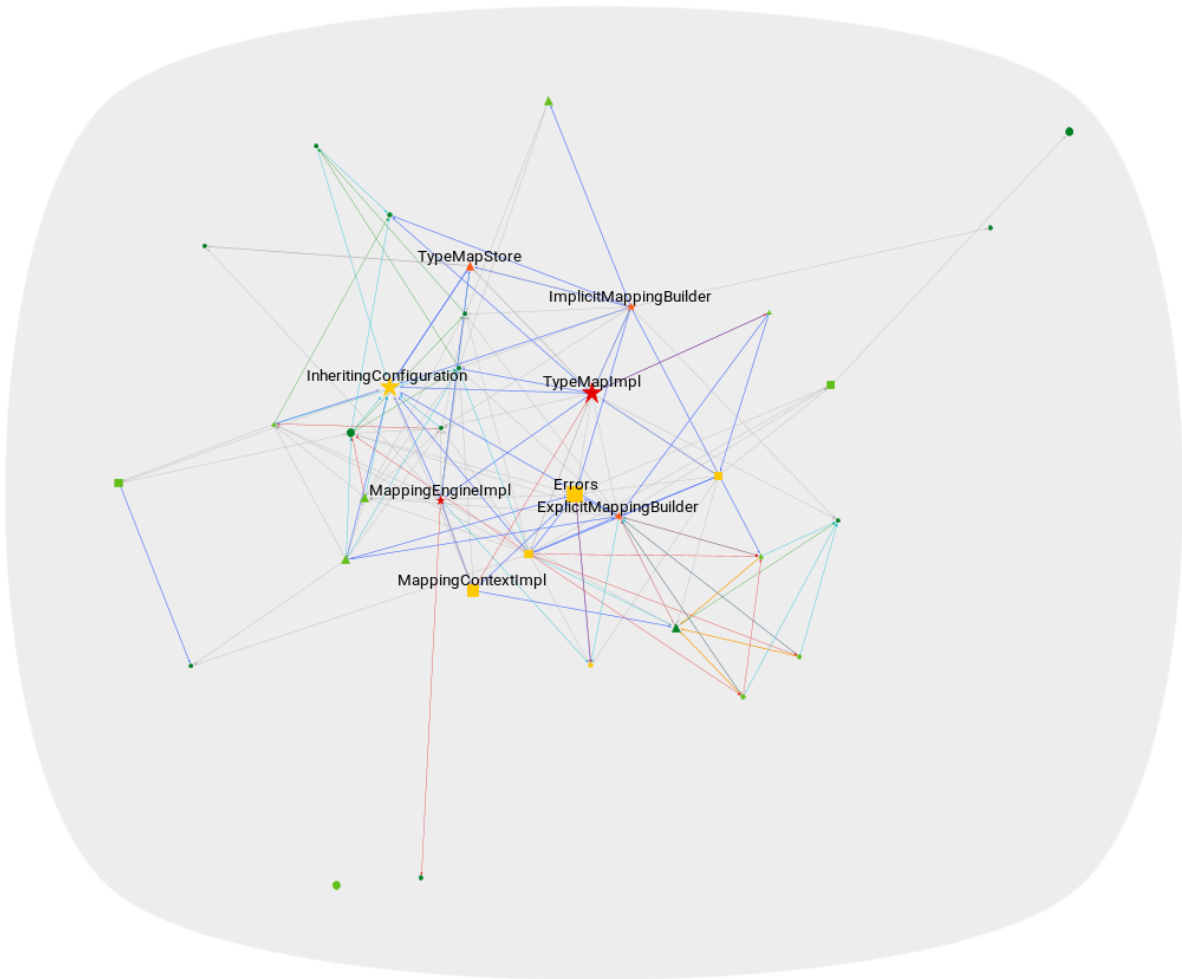 TypeMapStore
ImplicitMappingBuilder
InheritingConfiguration
TypeMapImpl
Errors
MappingEngineImpl
ExplicitMappingBuilder
MappingContextImpl